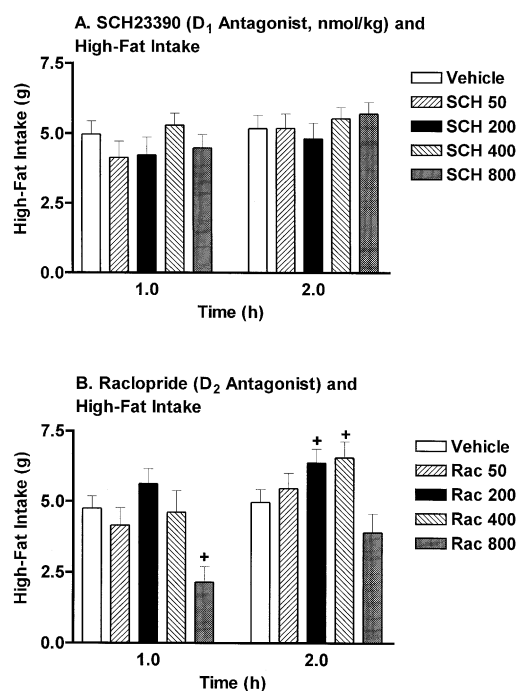 A. SCH23390 (D₁ Antagonist, nmol/kg) and
High-Fat Intake
High-Fat Intake (g)
7.5
5.0
2.5
0.0
1.0
2.0
Time (h)
Vehicle
SCH 50
SCH 200
SCH 400
SCH 800
B. Raclopride (D₂ Antagonist) and
High-Fat Intake
High-Fat Intake (g)
7.5
5.0
2.5
0.0
+
+
+
1.0
2.0
Time (h)
Vehicle
Rac 50
Rac 200
Rac 400
Rac 800